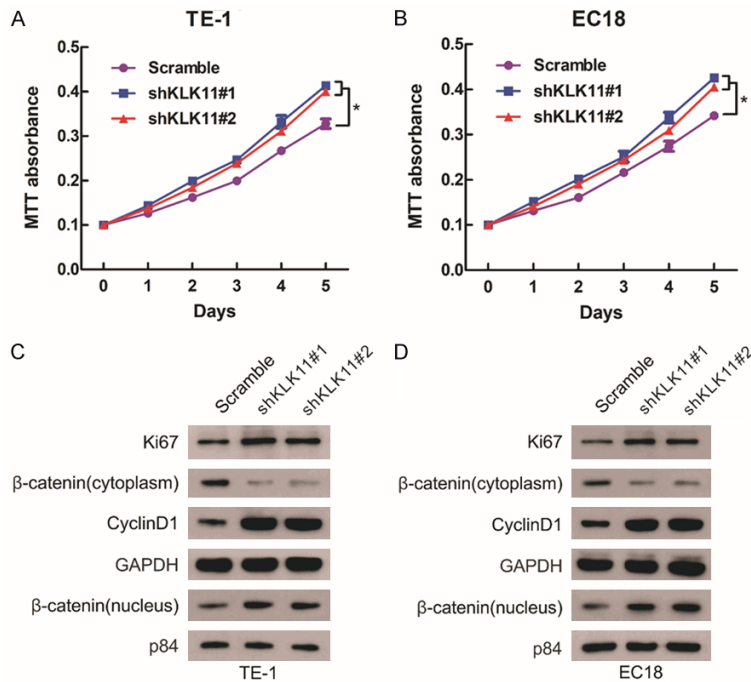 A
TE-1
MTT absorbance
0.5
0.4
0.3
0.2
0.1
0.0
Scramble
shKLK11#1
shKLK11#2
*
0 1 2 3 4 5
Days
B
EC18
MTT absorbance
0.5
0.4
0.3
0.2
0.1
0.0
Scramble
shKLK11#1
shKLK11#2
*
0 1 2 3 4 5
Days
C
Scramble
shKLK11#1
shKLK11#2
Ki67
β-catenin(cytoplasm)
CyclinD1
GAPDH
β-catenin(nucleus)
p84
TE-1
D
Scramble
shKLK11#1
shKLK11#2
Ki67
β-catenin(cytoplasm)
CyclinD1
GAPDH
β-catenin(nucleus)
p84
EC18